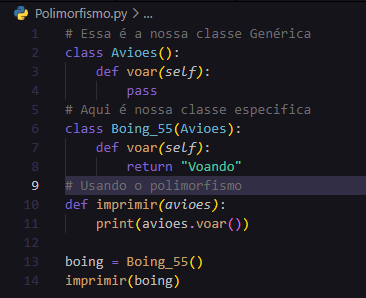 Polimorfismo.py > ...
1 # Essa é a nossa classe Genérica
2 class Avioes():
3     def voar(self):
4         pass
5 # Aqui é nossa classe especifica
6 class Boing_55(Avioes):
7     def voar(self):
8         return "Voando"
9 # Usando o polimorfismo
10 def imprimir(avioes):
11     print(avioes.voar())
12
13 boing = Boing_55()
14 imprimir(boing)